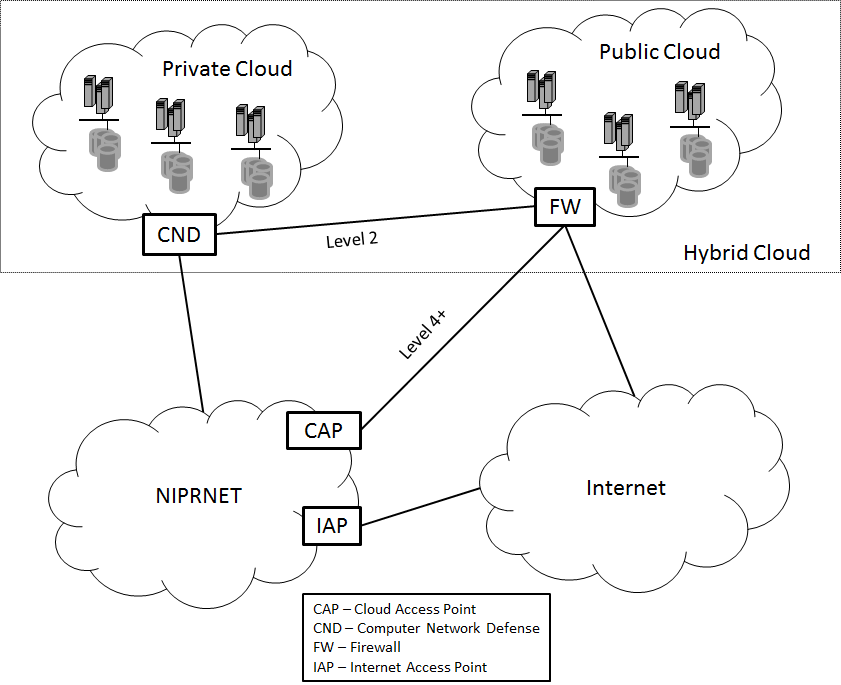 Private Cloud
Public Cloud
CND
FW
Level 2
Hybrid Cloud
Level 4+
CAP
NIPRNET
Internet
IAP
CAP – Cloud Access Point
CND – Computer Network Defense
FW – Firewall
IAP – Internet Access Point